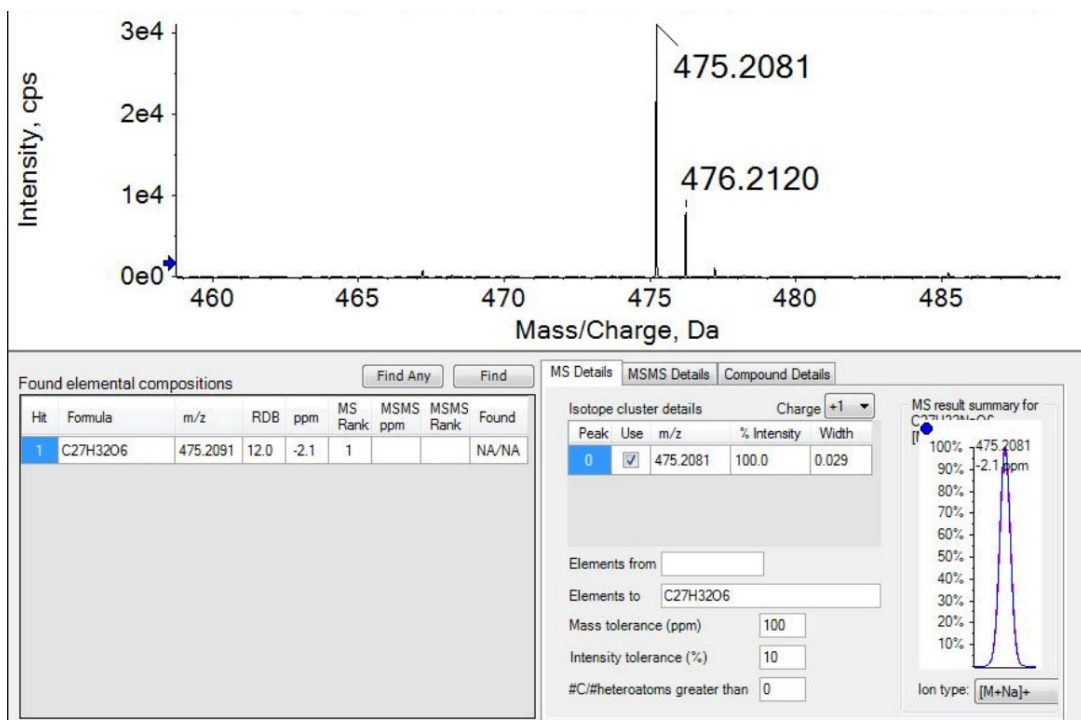 3e4
475.2081
2e4
476.2120
1e4
0e0
Intensity, cps
460 465 470 475 480 485
Mass/Charge, Da
Found elemental compositions Find Any Find
Hit Formula m/z RDB ppm MS Rank MSMS ppm MSMS Rank Found
1 C27H32O6 475.2091 12.0 -2.1 1 NA/NA
MS Details MSMS Details Compound Details
Isotope cluster details Charge +1
Peak Use m/z % Intensity Width
0 475.2081 100.0 0.029
Elements from
Elements to C27H32O6
Mass tolerance (ppm) 100
Intensity tolerance (%) 10
#C/#heteroatoms greater than 0
MS result summary for
100% 475.2081
90% -2.1 ppm
80%
70%
60%
50%
40%
30%
20%
10%
Ion type: [M+Na]+